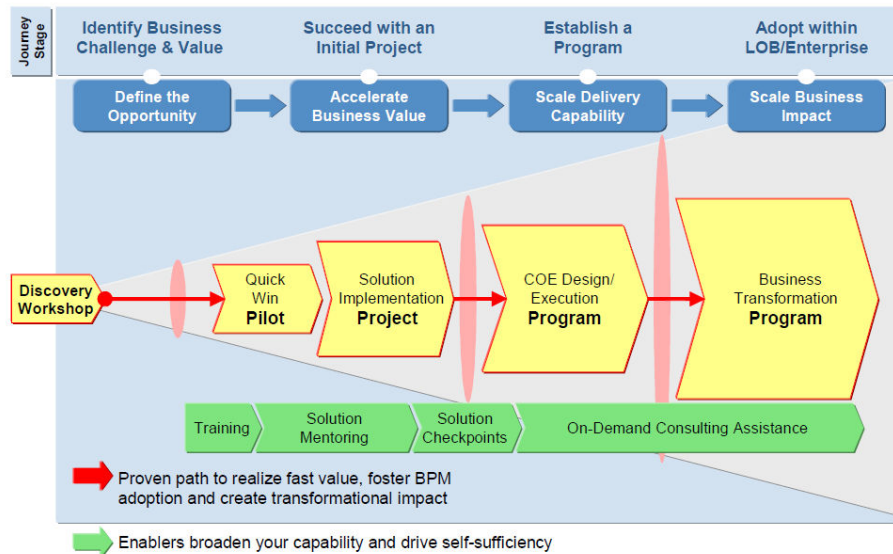 Journey
Stage
Identify Business
Challenge & Value
Succeed with an
Initial Project
Establish a
Program
Adopt within
LOB/Enterprise
Define the
Opportunity
Accelerate
Business Value
Scale Delivery
Capability
Scale Business
Impact
Discovery
Workshop
Quick
Win
Pilot
Solution
Implementation
Project
COE Design/
Execution
Program
Business
Transformation
Program
Training
Solution
Mentoring
Solution
Checkpoints
On-Demand Consulting Assistance
Proven path to realize fast value, foster BPM
adoption and create transformational impact
Enablers broaden your capability and drive self-sufficiency